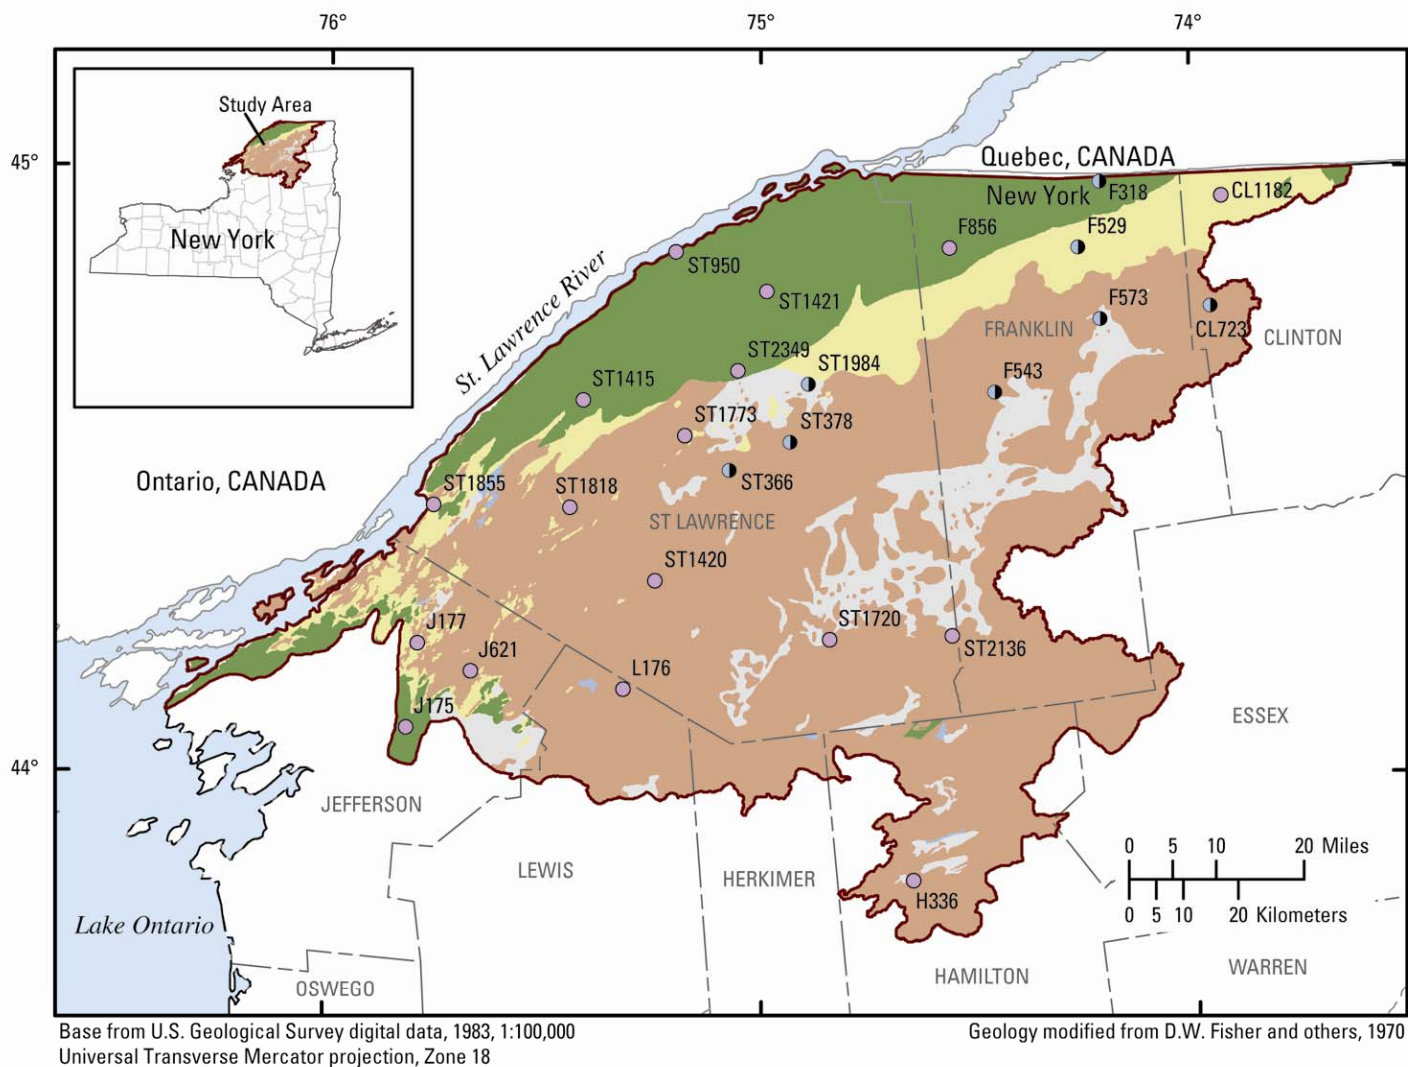 76°
75°
74°
Study Area
New York
45°
Quebec, CANADA
New York
F318
CL1182
F856
F529
ST950
St. Lawrence River
ST1421
F573
FRANKLIN
CL723
CLINTON
ST2349
ST1984
ST1415
F543
ST1773
ST378
Ontario, CANADA
ST1855
ST1818
ST366
ST LAWRENCE
ST1420
J177
ST1720
J621
L176
ST2136
J175
ESSEX
44°
JEFFERSON
0 5 10 20 Miles
0 5 10 20 Kilometers
LEWIS
HERKIMER
H336
Lake Ontario
OSWEGO
HAMILTON
WARREN
Base from U.S. Geological Survey digital data, 1983, 1:100,000
Universal Transverse Mercator projection, Zone 18
Geology modified from D.W. Fisher and others, 1970